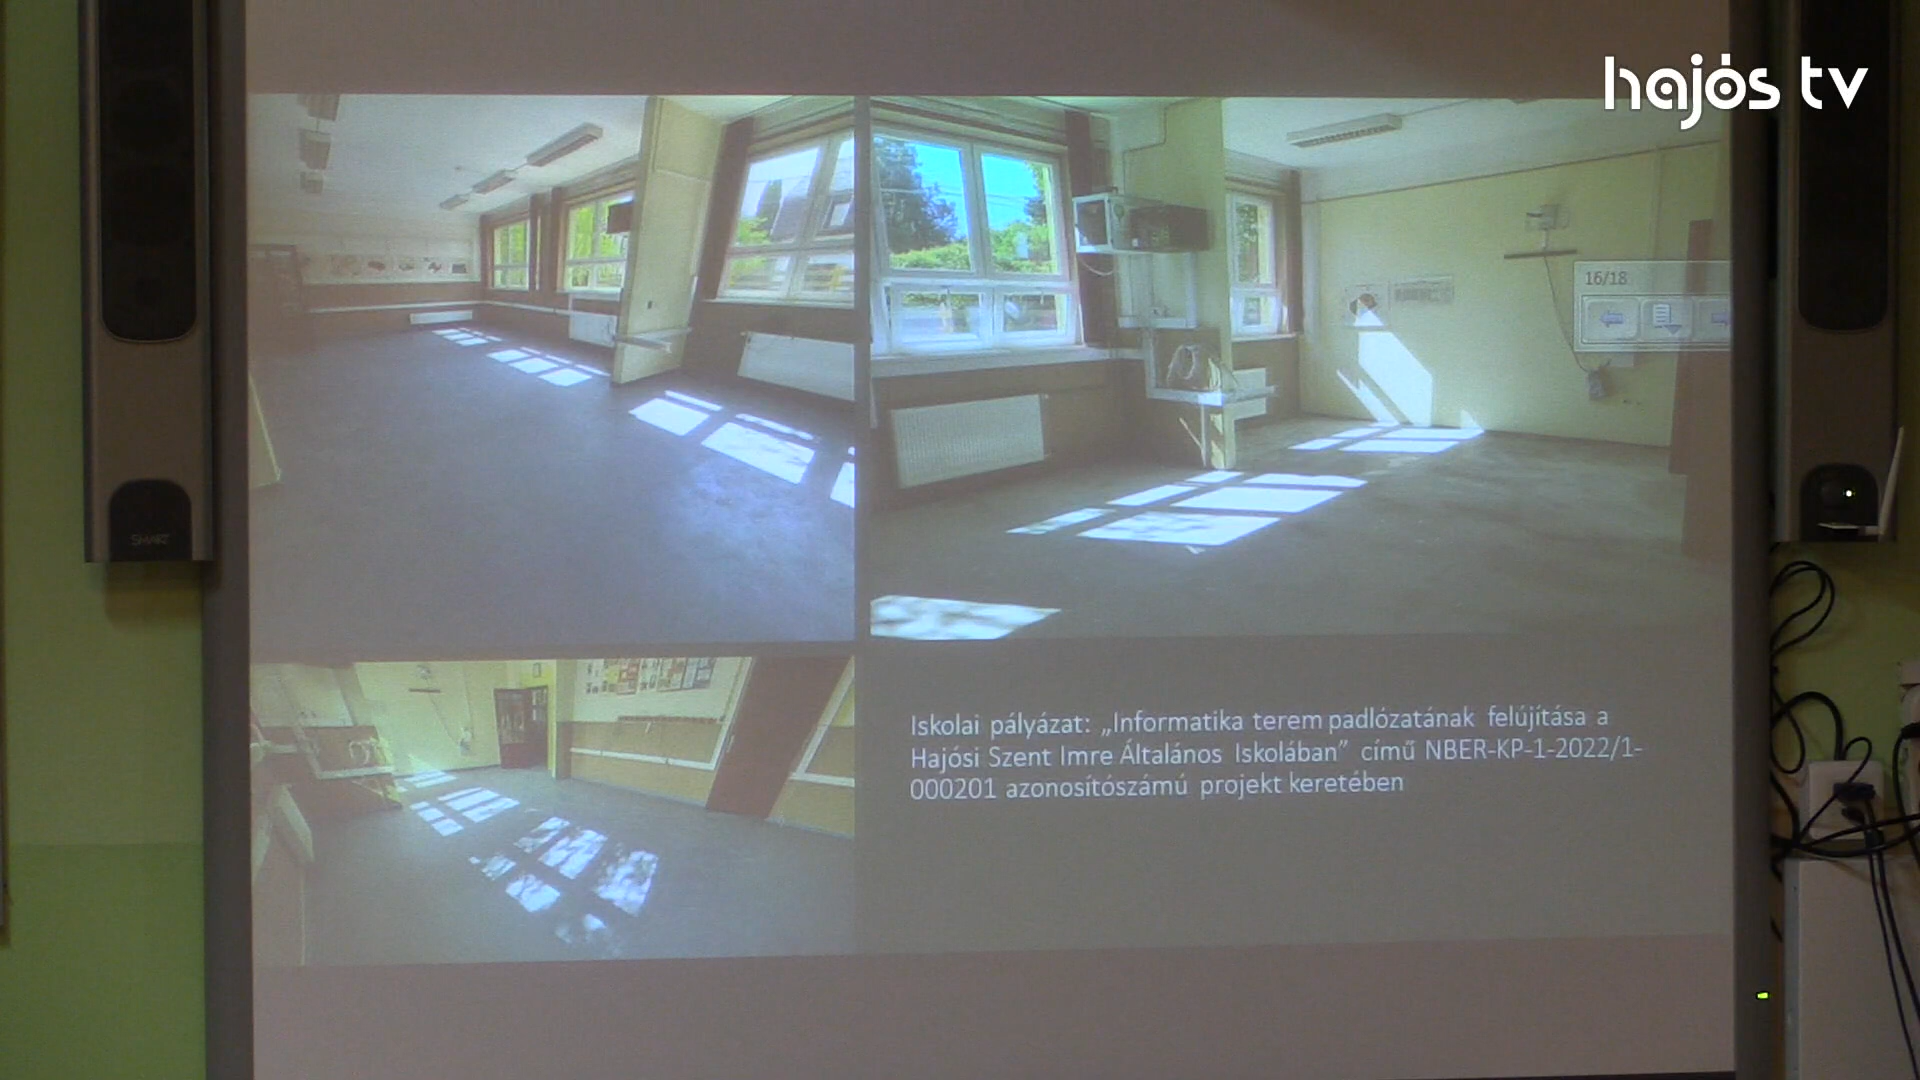 hajós tv
16/18
SMART
Iskolai pályázat: „Informatika terem padlózatának felújítása a
Hajósi Szent Imre Általános Iskolában” című NBER-KP-1-2022/1-
000201 azonosítószámú projekt keretében